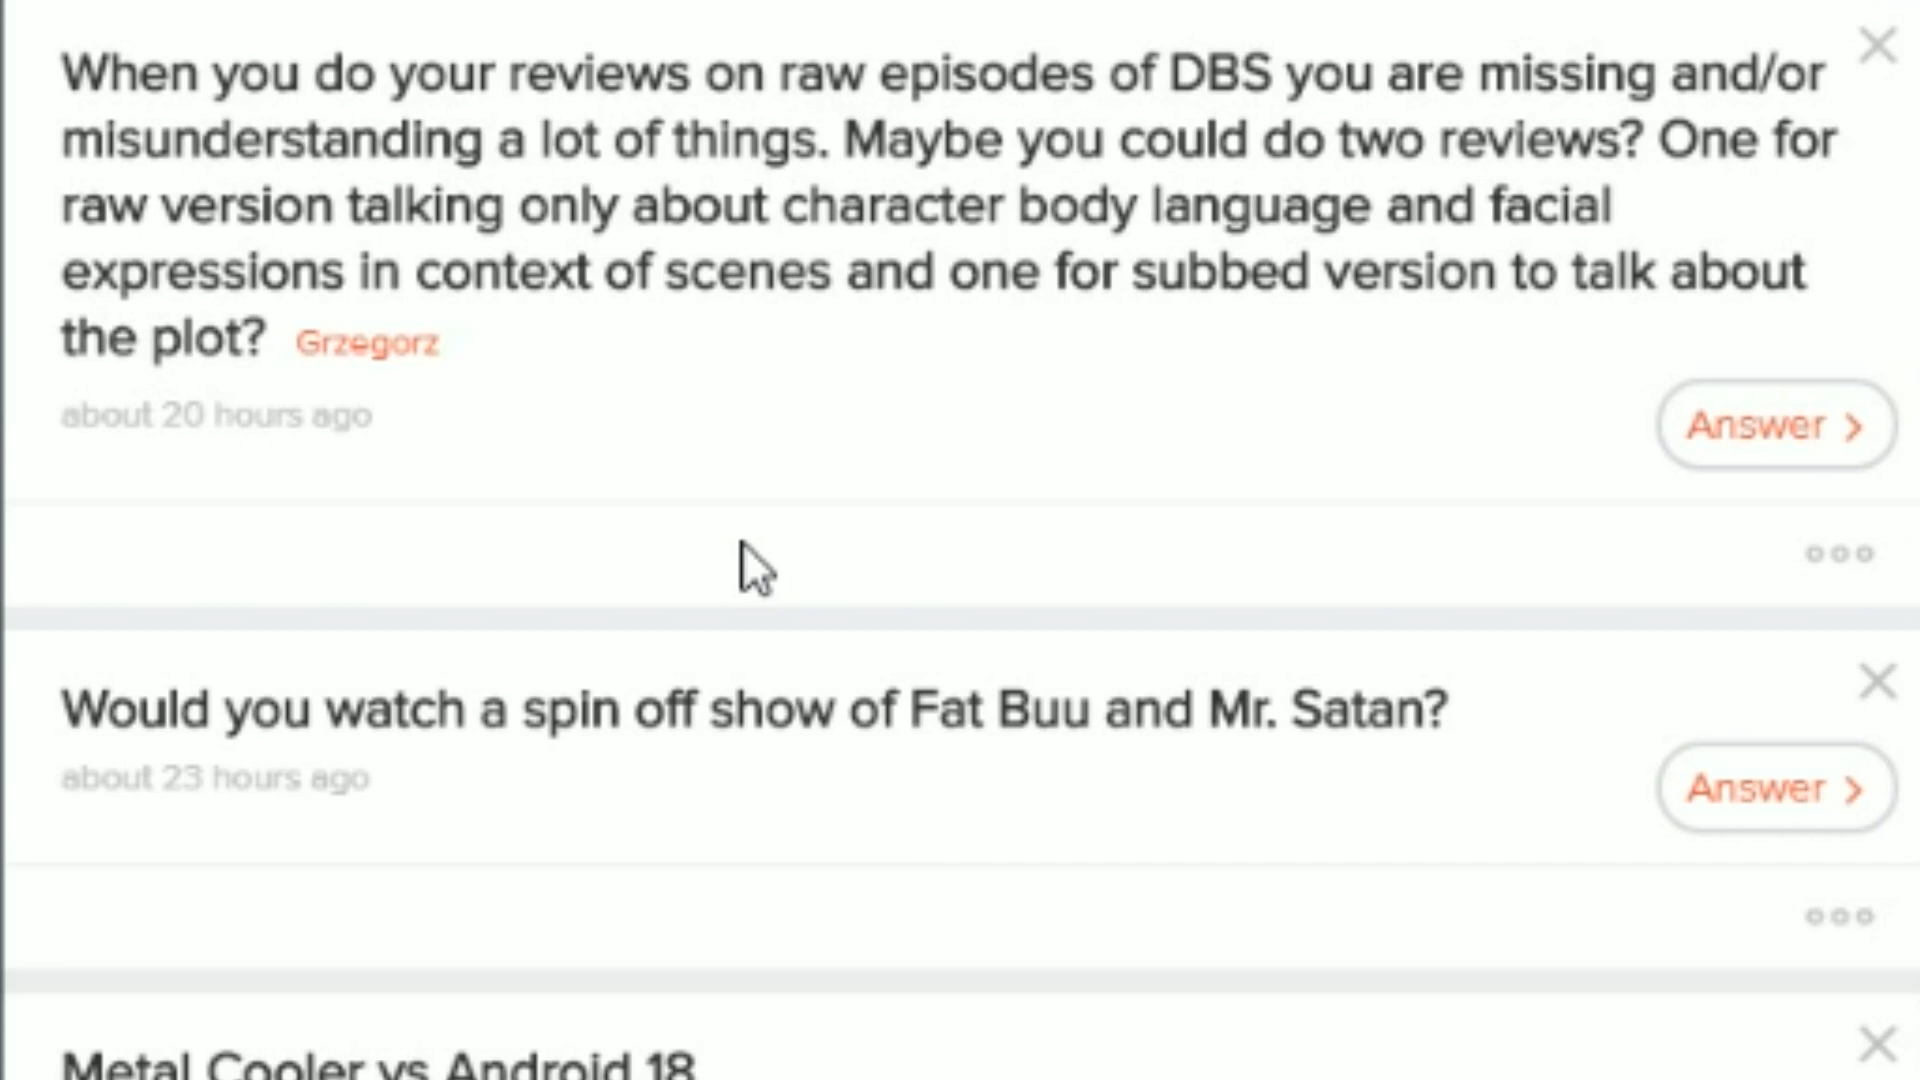 When you do your reviews on raw episodes of DBS you are missing and/or
misunderstanding a lot of things. Maybe you could do two reviews? One for
raw version talking only about character body language and facial
expressions in context of scenes and one for subbed version to talk about
the plot? Grzegorz
about 20 hours ago
Answer >
Would you watch a spin off show of Fat Buu and Mr. Satan?
about 23 hours ago
Answer >
Metal Cooler vs Android 18